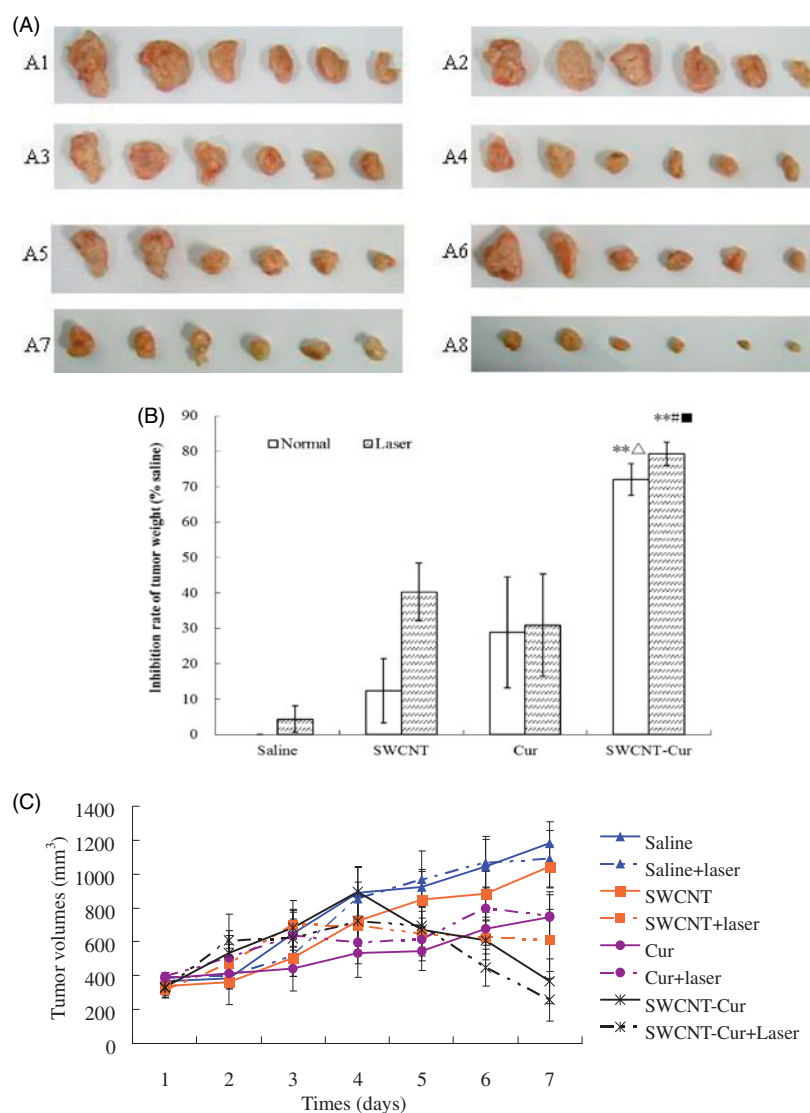 (A)
A1
A2
A3
A4
A5
A6
A7
A8
(B)
90
80
70
60
50
40
30
20
10
0
Inhibition rate of tumor weight (% saline)
Normal
Laser
**△
**#■
Saline
SWCNT
Cur
SWCNT-Cur
(C)
1400
1200
1000
800
600
400
200
0
Tumor volumes (mm³)
1 2 3 4 5 6 7
Times (days)
Saline
Saline+laser
SWCNT
SWCNT+laser
Cur
Cur+laser
SWCNT-Cur
SWCNT-Cur+Laser